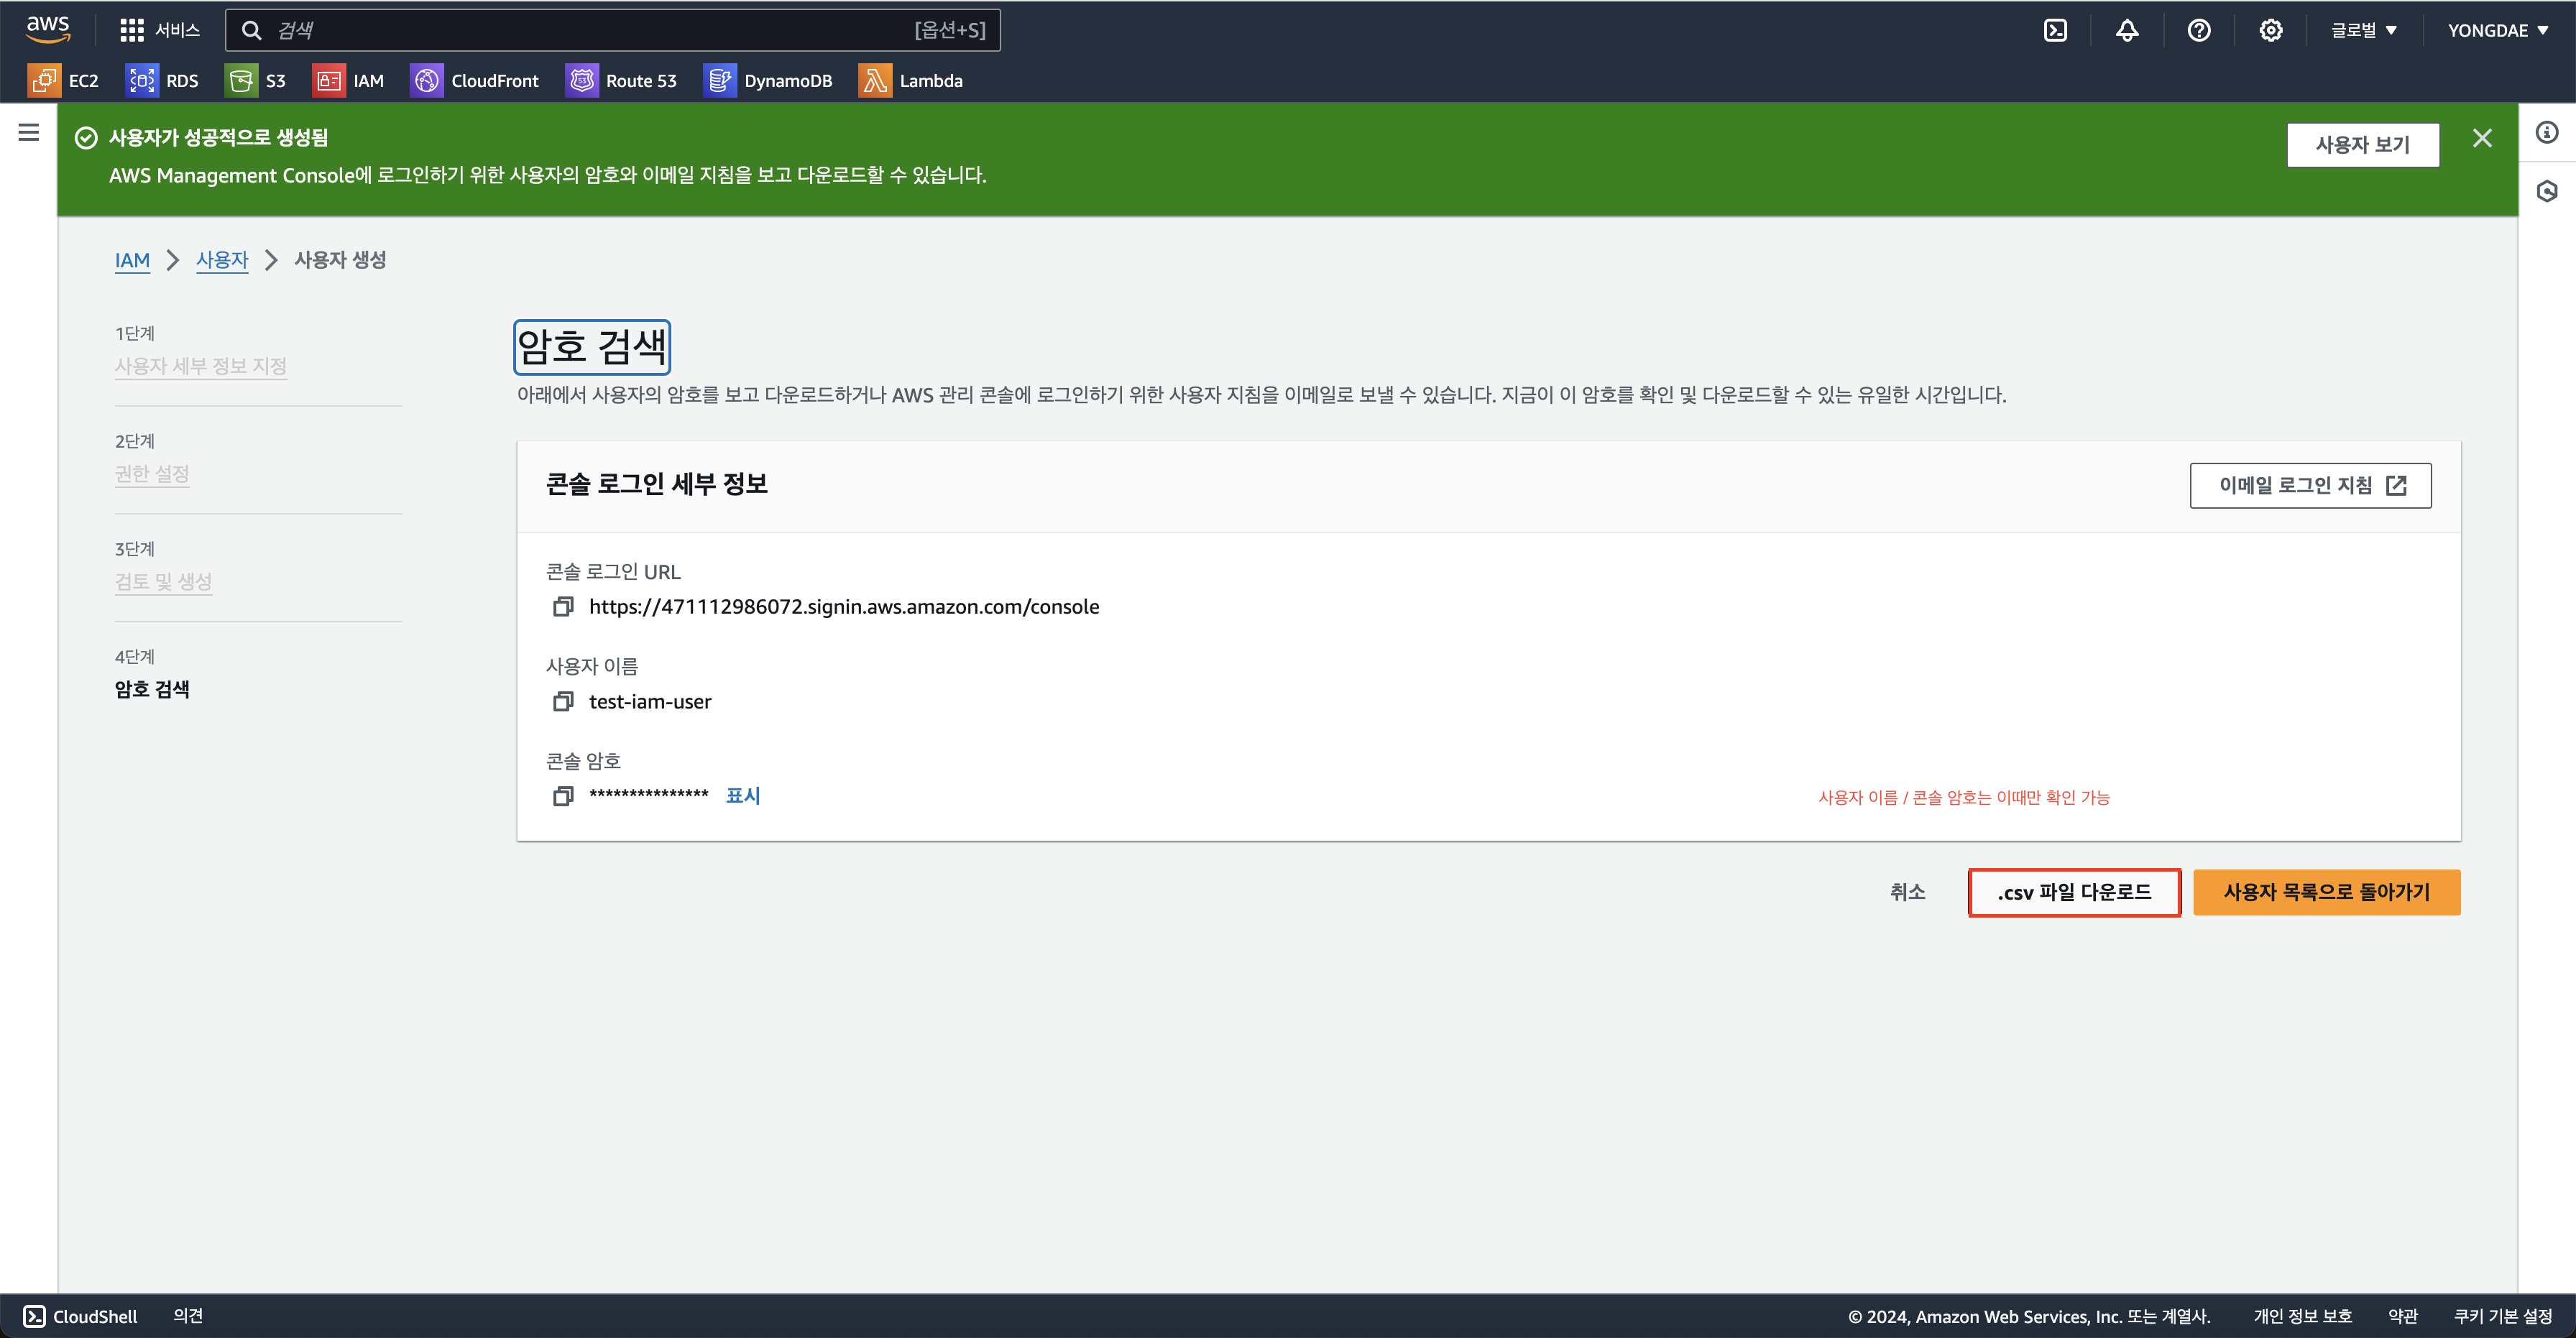 aws 서비스 검색 [옵션+S] 글로벌 ▼ YONGDAE ▼
EC2 RDS S3 IAM CloudFront Route 53 DynamoDB Lambda
사용자가 성공적으로 생성됨
AWS Management Console에 로그인하기 위한 사용자의 암호와 이메일 지침을 보고 다운로드할 수 있습니다.
사용자 보기
IAM > 사용자 > 사용자 생성
1단계
사용자 세부 정보 지정
2단계
권한 설정
3단계
검토 및 생성
4단계
암호 검색
암호 검색
아래에서 사용자의 암호를 보고 다운로드하거나 AWS 관리 콘솔에 로그인하기 위한 사용자 지침을 이메일로 보낼 수 있습니다. 지금이 이 암호를 확인 및 다운로드할 수 있는 유일한 시간입니다.
콘솔 로그인 세부 정보
이메일 로그인 지침
콘솔 로그인 URL
https://471112986072.signin.aws.amazon.com/console
사용자 이름
test-iam-user
콘솔 암호
*************** 표시
사용자 이름 / 콘솔 암호는 이때만 확인 가능
취소 .csv 파일 다운로드 사용자 목록으로 돌아가기
CloudShell 의견 © 2024, Amazon Web Services, Inc. 또는 계열사. 개인 정보 보호 약관 쿠키 기본 설정